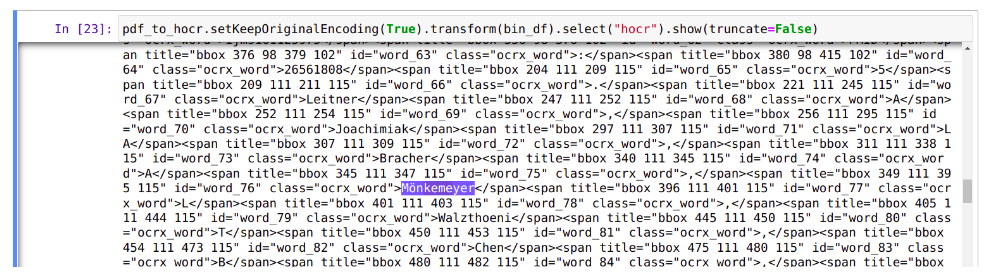 In [23]: pdf_to_hocr.setKeepOriginalEncoding(True).transform(bin_df).select("hocr").show(truncate=False)
an title="bbox 376 98 379 102" id="word_63" class="ocrx_word">:</span><span title="bbox 380 98 415 102" id="word_
64" class="ocrx_word">26561808</span><span title="bbox 204 111 209 115" id="word_65" class="ocrx_word">5</span><s
pan title="bbox 209 111 211 115" id="word_66" class="ocrx_word">.</span><span title="bbox 221 111 245 115" id="wo
rd_67" class="ocrx_word">Leitner</span><span title="bbox 247 111 252 115" id="word_68" class="ocrx_word">A</span>
<span title="bbox 252 111 254 115" id="word_69" class="ocrx_word">,</span><span title="bbox 256 111 295 115" id=
"word_70" class="ocrx_word">Joachimiak</span><span title="bbox 297 111 307 115" id="word_71" class="ocrx_word">L
A</span><span title="bbox 307 111 309 115" id="word_72" class="ocrx_word">,</span><span title="bbox 311 111 338 1
15" id="word_73" class="ocrx_word">Bracher</span><span title="bbox 340 111 345 115" id="word_74" class="ocrx_wor
d">A</span><span title="bbox 345 111 347 115" id="word_75" class="ocrx_word">,</span><span title="bbox 349 111 39
5 115" id="word_76" class="ocrx_word">Mönkemeyer</span><span title="bbox 396 111 401 115" id="word_77" class="ocr
x_word">L</span><span title="bbox 401 111 403 115" id="word_78" class="ocrx_word">,</span><span title="bbox 405 1
11 444 115" id="word_79" class="ocrx_word">Walzthoeni</span><span title="bbox 445 111 450 115" id="word_80" class
="ocrx_word">T</span><span title="bbox 450 111 453 115" id="word_81" class="ocrx_word">,</span><span title="bbox
454 111 473 115" id="word_82" class="ocrx_word">Chen</span><span title="bbox 475 111 480 115" id="word_83" class
="ocrx_word">B</span><span title="bbox 480 111 482 115" id="word_84" class="ocrx_word">,</span><span title="bbox